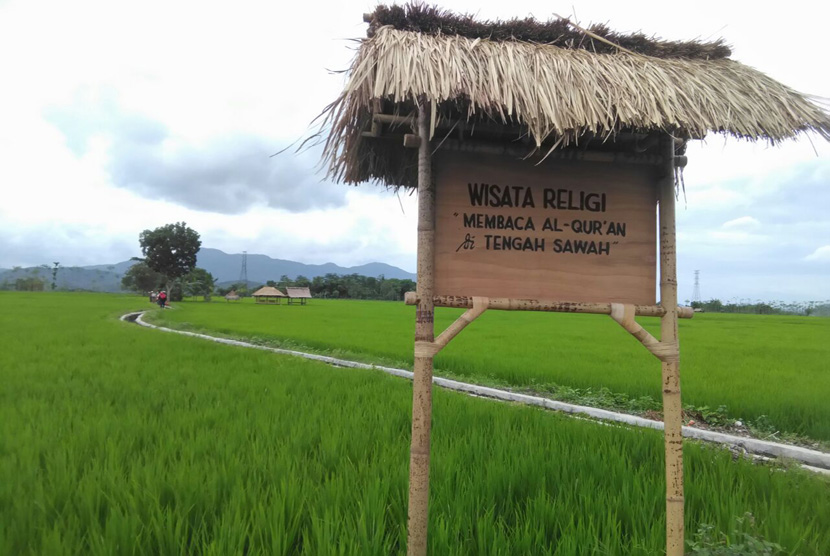 WISATA RELIGI
"MEMBACA AL-QUR'AN
di TENGAH SAWAH"